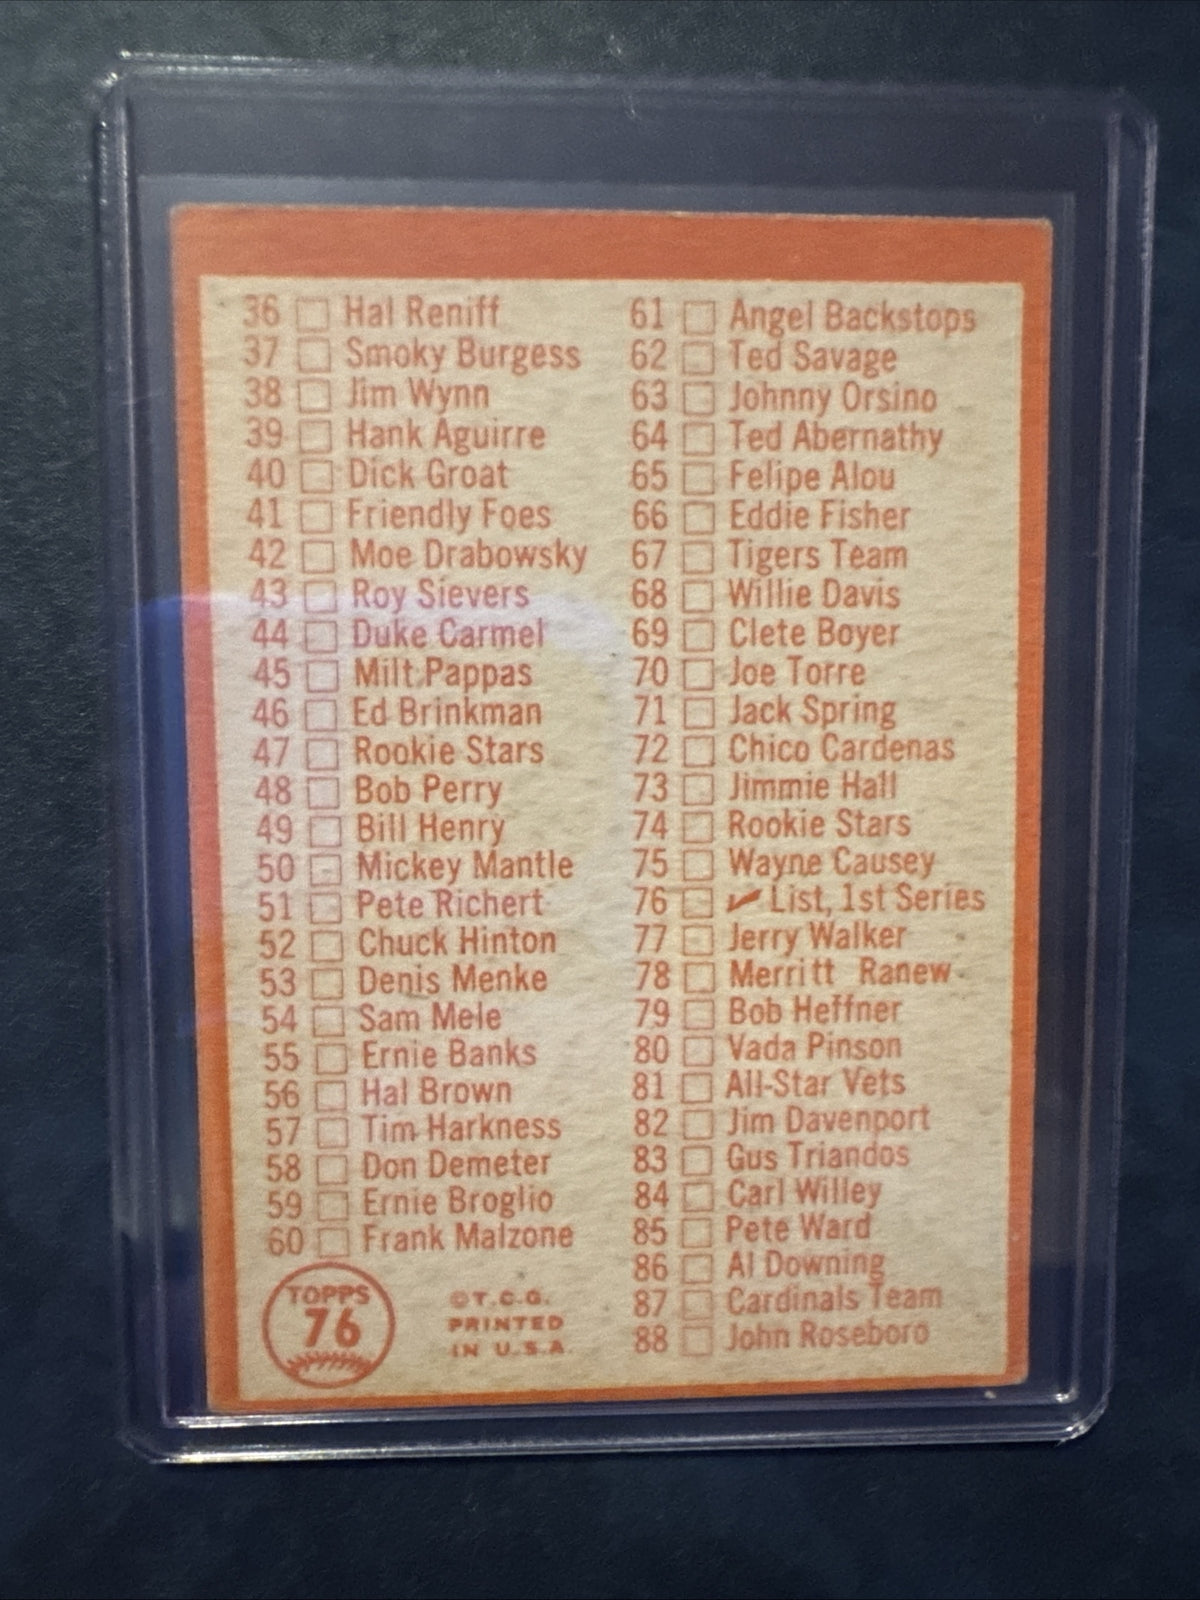 36 Hal Reniff
37 Smoky Burgess
38 Jim Wynn
39 Hank Aguirre
40 Dick Groat
41 Friendly Foes
42 Moe Drabowsky
43 Roy Sievers
44 Duke Carmel
45 Milt Pappas
46 Ed Brinkman
47 Rookie Stars
48 Bob Perry
49 Bill Henry
50 Mickey Mantle
51 Pete Richert
52 Chuck Hinton
53 Denis Menke
54 Sam Mele
55 Ernie Banks
56 Hal Brown
57 Tim Harkness
58 Don Demeter
59 Ernie Broglio
60 Frank Malzone
TOPPS
76
©T.C.G.
PRINTED
IN U.S.A.
61 Angel Backstops
62 Ted Savage
63 Johnny Orsino
64 Ted Abernathy
65 Felipe Alou
66 Eddie Fisher
67 Tigers Team
68 Willie Davis
69 Clete Boyer
70 Joe Torre
71 Jack Spring
72 Chico Cardenas
73 Jimmie Hall
74 Rookie Stars
75 Wayne Causey
76 ✓ List, 1st Series
77 Jerry Walker
78 Merritt Ranew
79 Bob Heffner
80 Vada Pinson
81 All-Star Vets
82 Jim Davenport
83 Gus Triandos
84 Carl Willey
85 Pete Ward
86 Al Downing
87 Cardinals Team
88 John Roseboro